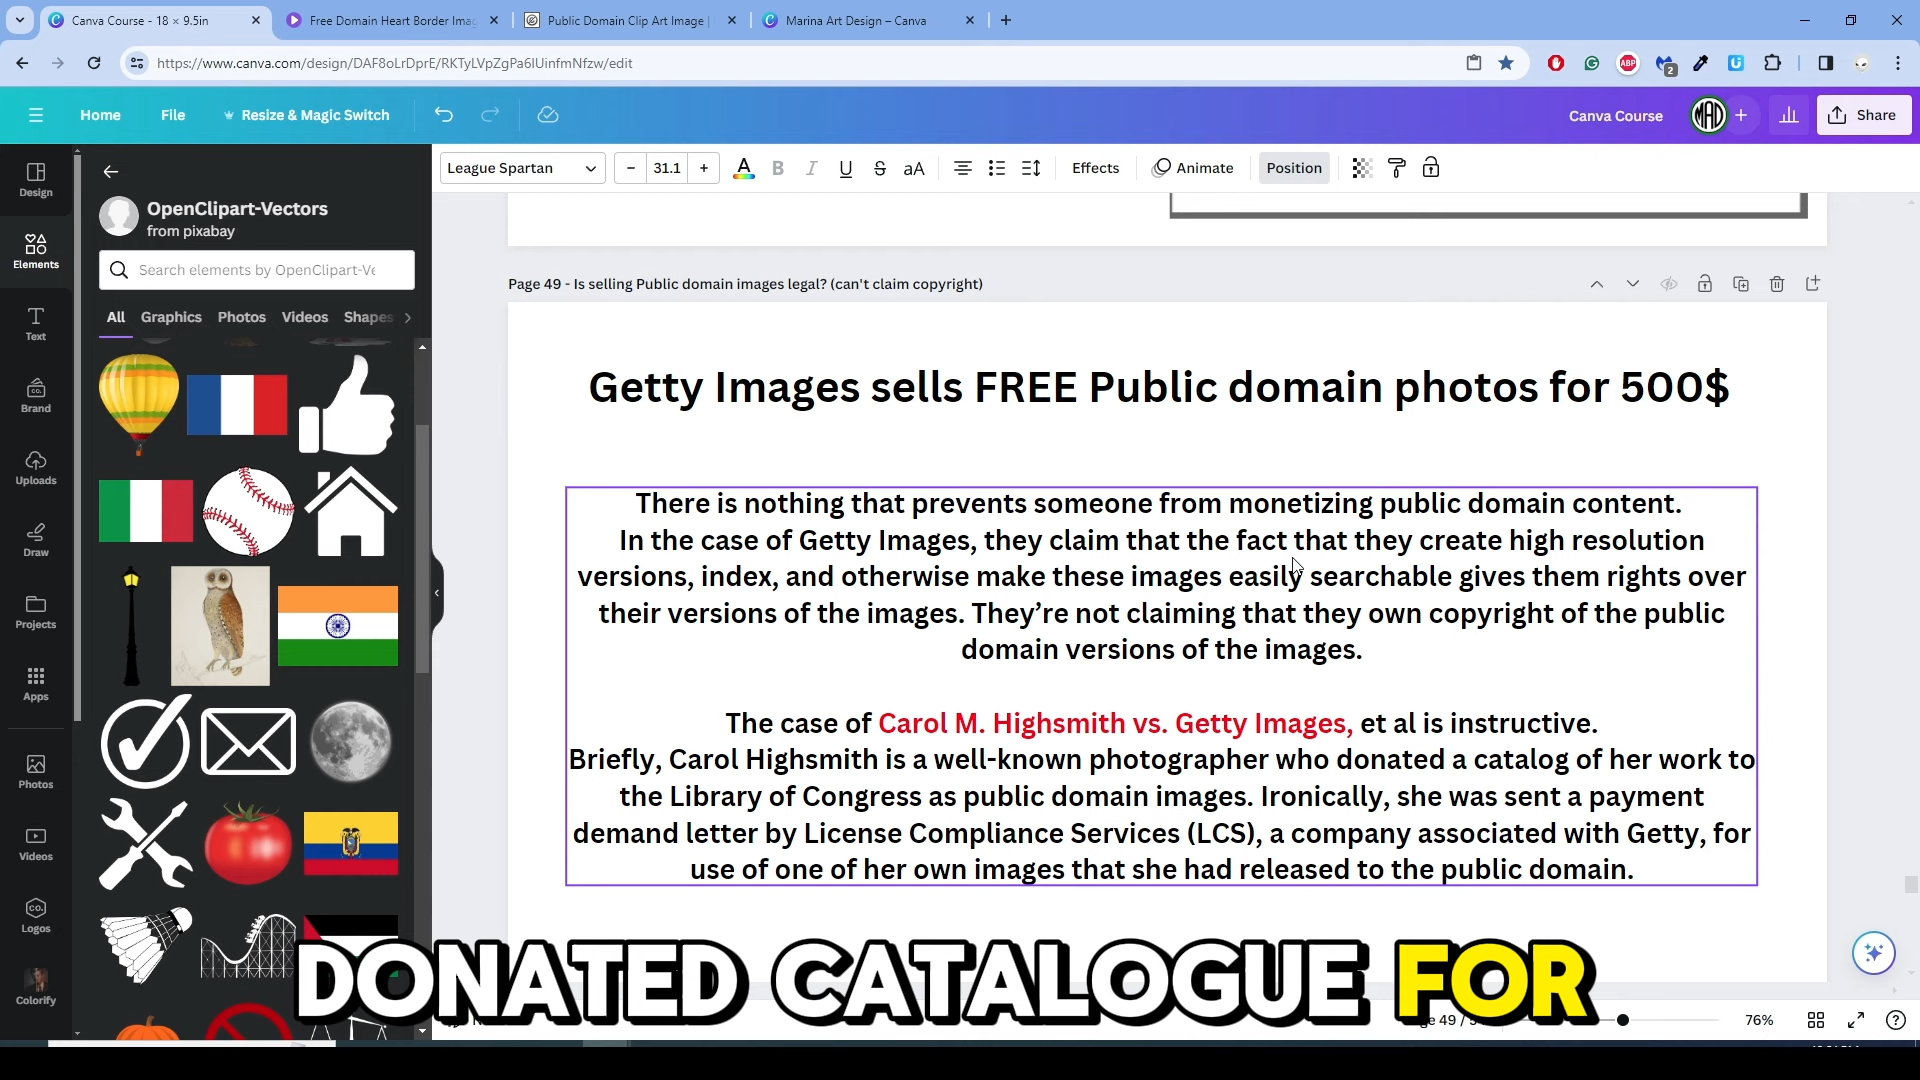 Canva Course - 18 × 9.5in
Free Domain Heart Border Imag
Public Domain Clip Art Image |
Marina Art Design – Canva
https://www.canva.com/design/DAF8oLrDprE/RKTyLVpZgPa6IUinfmNfzw/edit
ABP
2
Home
File
Resize & Magic Switch
Canva Course
MAD
Share
League Spartan
31.1
A
B
I
U
S
aA
Effects
Animate
Position
Design
Elements
Text
Brand
Uploads
Draw
Projects
Apps
Photos
Videos
Logos
Colorify
OpenClipart-Vectors
from pixabay
Search elements by OpenClipart-Ve
All
Graphics
Photos
Videos
Shapes
Page 49 - Is selling Public domain images legal? (can't claim copyright)
Getty Images sells FREE Public domain photos for 500$
There is nothing that prevents someone from monetizing public domain content.
In the case of Getty Images, they claim that the fact that they create high resolution
versions, index, and otherwise make these images easily searchable gives them rights over
their versions of the images. They’re not claiming that they own copyright of the public
domain versions of the images.
The case of Carol M. Highsmith vs. Getty Images, et al is instructive.
Briefly, Carol Highsmith is a well-known photographer who donated a catalog of her work to
the Library of Congress as public domain images. Ironically, she was sent a payment
demand letter by License Compliance Services (LCS), a company associated with Getty, for
use of one of her own images that she had released to the public domain.
DONATED CATALOGUE FOR
76%